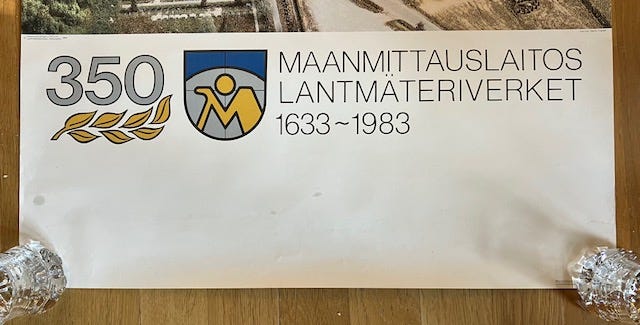 350
MAANMITTAUSLAITOS
LANTMÄTERIVERKET
1633~1983